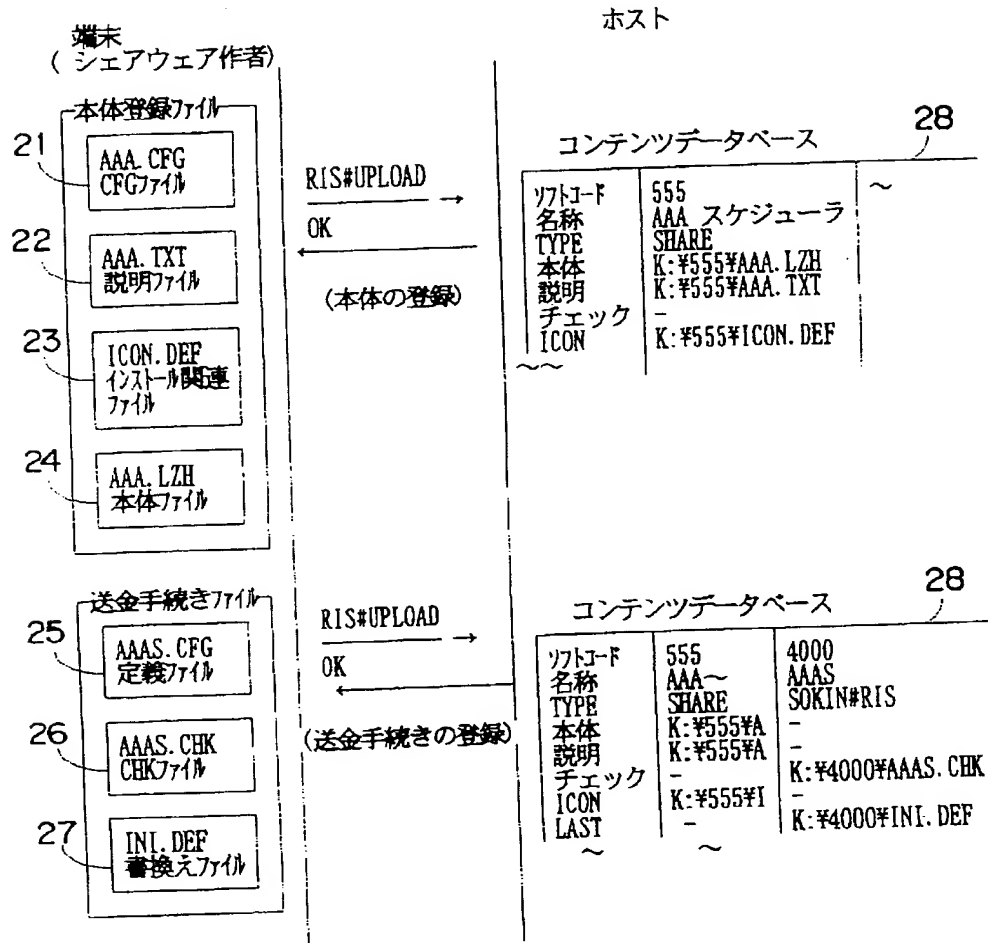 ホスト
端末
(シェアウェア作者)
本体登録ファイル
21
AAA.CFG
CFGファイル
22
AAA.TXT
説明ファイル
23
ICON.DEF
インストール関連
ファイル
24
AAA.LZH
本体ファイル
RIS#UPLOAD
OK
(本体の登録)
コンテンツデータベース
28
ソフトコード 555 ～
名称 AAA スケジューラ
TYPE SHARE
本体 K:¥555¥AAA.LZH
説明 K:¥555¥AAA.TXT
チェック -
ICON K:¥555¥ICON.DEF
～～
送金手続きファイル
25
AAAS.CFG
定義ファイル
26
AAAS.CHK
CHKファイル
27
INI.DEF
書換えファイル
RIS#UPLOAD
OK
(送金手続きの登録)
コンテンツデータベース
28
ソフトコード 555 4000
名称 AAA～ AAAS
TYPE SHARE SOKIN#RIS
本体 K:¥555¥A -
説明 K:¥555¥A -
チェック - K:¥4000¥AAAS.CHK
ICON K:¥555¥I -
LAST - K:¥4000¥INI.DEF
～ ～